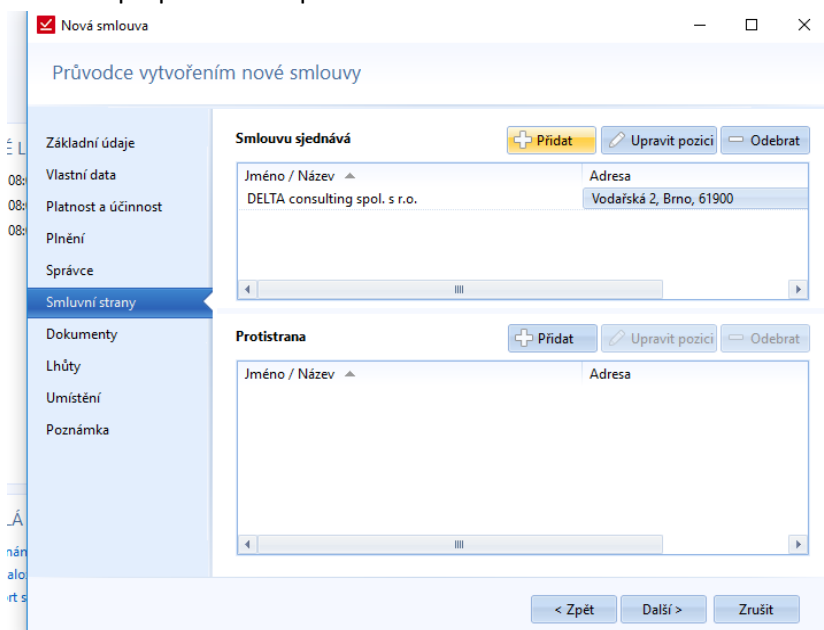 Nová smlouva
Průvodce vytvořením nové smlouvy
Základní údaje
Vlastní data
Platnost a účinnost
Plnění
Správce
Smluvní strany
Dokumenty
Lhůty
Umístění
Poznámka
Smlouvu sjednává
Přidat
Upravit pozici
Odebrat
Jméno / Název
Adresa
DELTA consulting spol. s r.o.
Vodařská 2, Brno, 61900
Protistrana
Přidat
Upravit pozici
Odebrat
Jméno / Název
Adresa
< Zpět
Další >
Zrušit